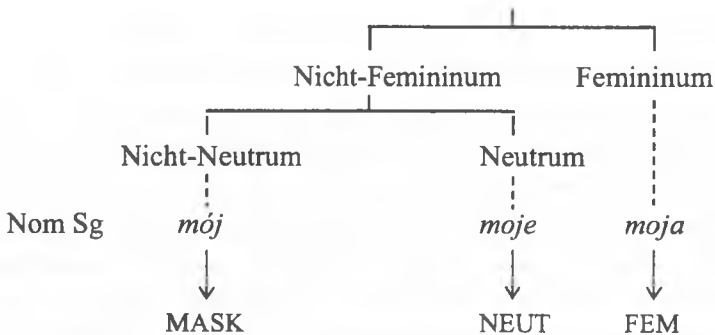 Nicht-Femininum Femininum
Nicht-Neutrum Neutrum
Nom Sg mój moje moja
MASK NEUT FEM